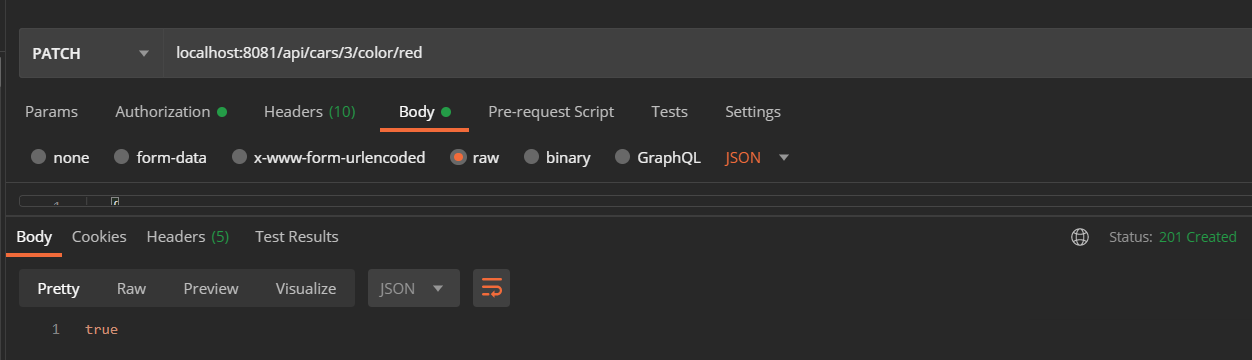 PATCH localhost:8081/api/cars/3/color/red
Params Authorization Headers (10) Body Pre-request Script Tests Settings
none form-data x-www-form-urlencoded raw binary GraphQL JSON
Body Cookies Headers (5) Test Results Status: 201 Created
Pretty Raw Preview Visualize JSON
1 true